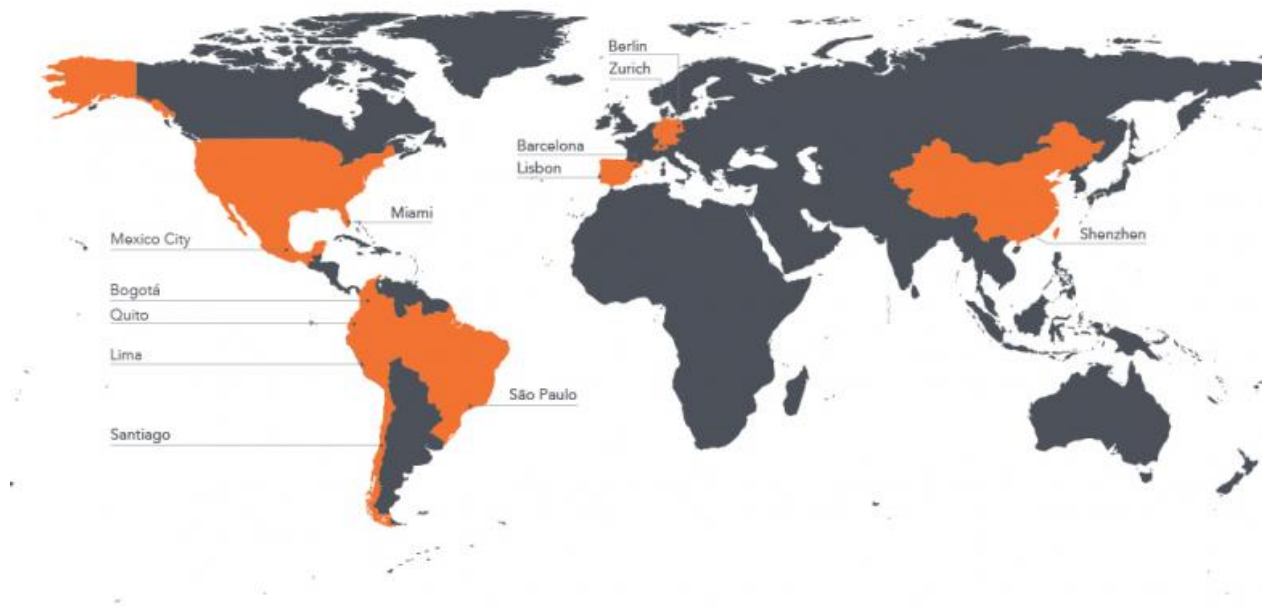 Berlin
Zurich
Barcelona
Lisbon
Miami
Mexico City
Shenzhen
Bogotá
Quito
Lima
São Paulo
Santiago